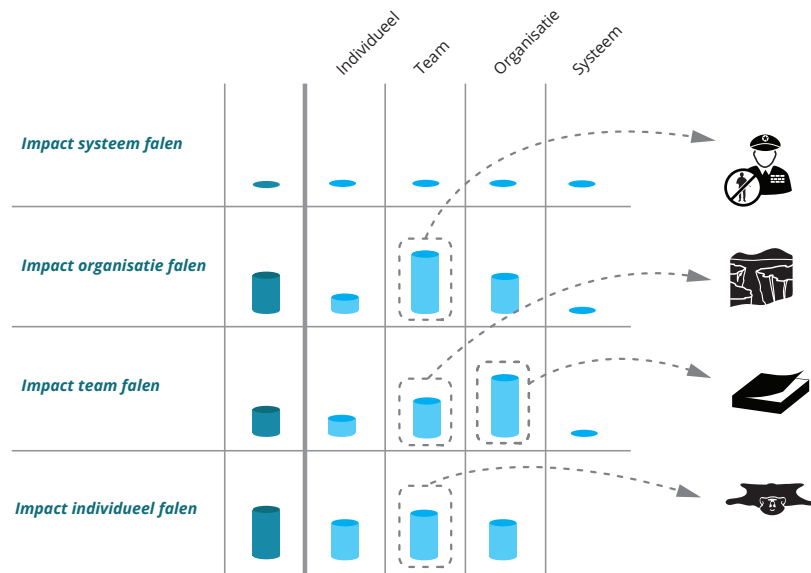 Individueel
Team
Organisatie
Systeem
Impact systeem falen
Impact organisatie falen
Impact team falen
Impact individueel falen